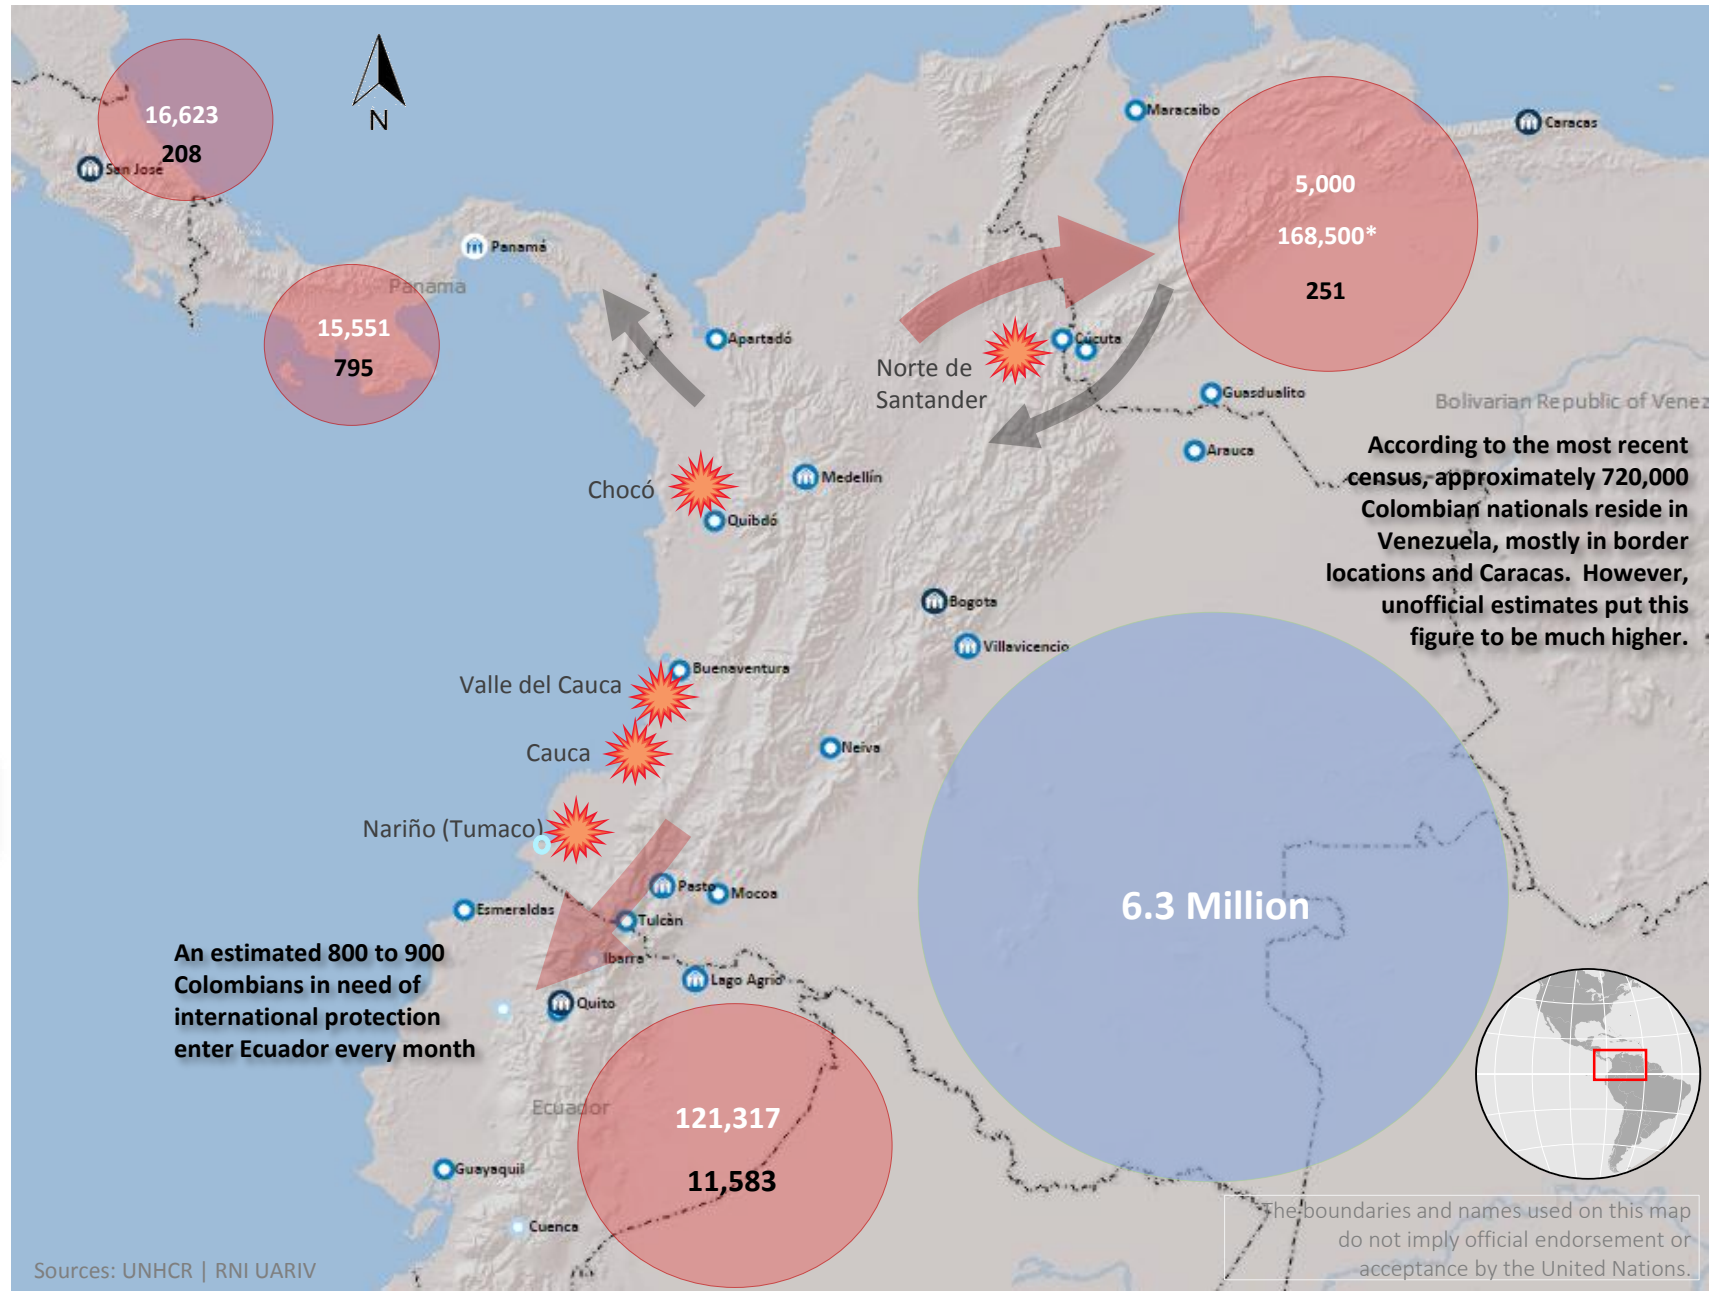 16,623
208
San José
N
Maracaibo
Caracas
5,000
168,500*
251
Panamá
Panama
15,551
795
Apartadó
Cúcuta
Norte de
Santander
Guasdualito
Bolivarian Republic of Venez
Arauca
According to the most recent
census, approximately 720,000
Colombian nationals reside in
Venezuela, mostly in border
locations and Caracas. However,
unofficial estimates put this
figure to be much higher.
Chocó
Medellín
Quibdó
Bogota
Villavicencio
Buenaventura
Valle del Cauca
Cauca
Neiva
Nariño (Tumaco)
Pasto
Mocoa
6.3 Million
Esmeraldas
Tulcàn
An estimated 800 to 900
Colombians in need of
international protection
enter Ecuador every month
Ibarra
Lago Agrio
Quito
Ecuador
121,317
11,583
Guayaquil
Cuenca
The boundaries and names used on this map
do not imply official endorsement or
acceptance by the United Nations.
Sources: UNHCR | RNI UARIV